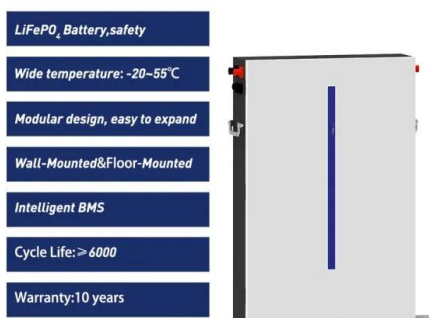 LiFePO₄ Battery,safety
Wide temperature: -20~55℃
Modular design, easy to expand
Wall-Mounted&Floor-Mounted
Intelligent BMS
Cycle Life:≥6000
Warranty:10 years